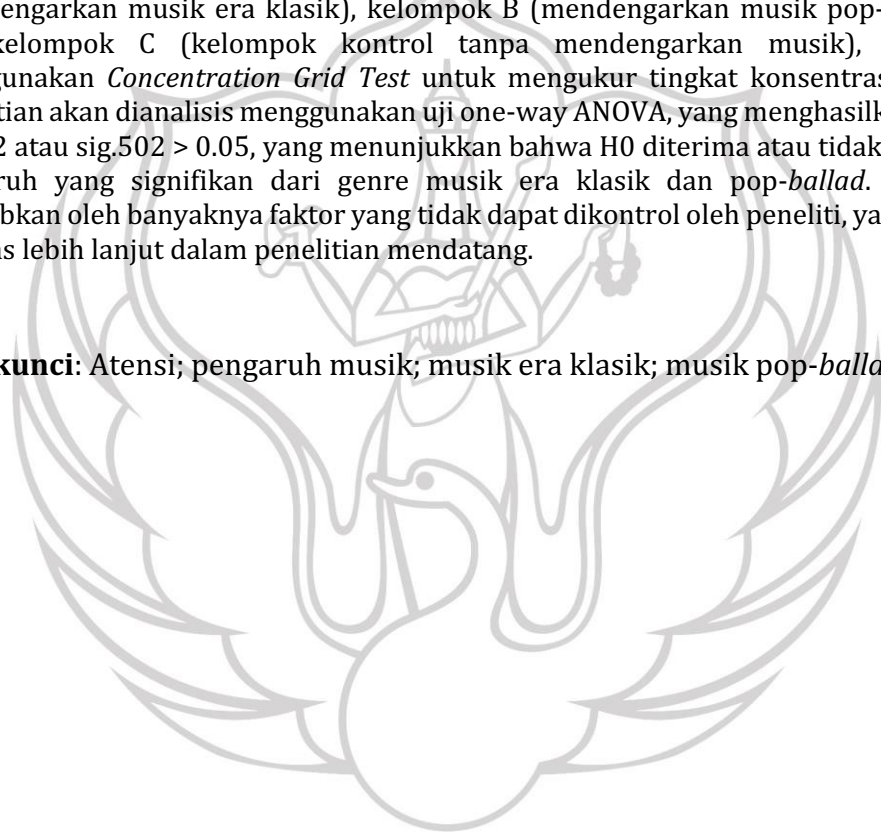 engarkan musik era klasik), kelompok B (mendengarkan musik pop-
kelompok C (kelompok kontrol tanpa mendengarkan musik),
gunakan Concentration Grid Test untuk mengukur tingkat konsentras
tian akan dianalisis menggunakan uji one-way ANOVA, yang menghasilk
2 atau sig.502 > 0.05, yang menunjukkan bahwa H0 diterima atau tidak
ruh yang signifikan dari genre musik era klasik dan pop-ballad.
bkan oleh banyaknya faktor yang tidak dapat dikontrol oleh peneliti, ya
as lebih lanjut dalam penelitian mendatang.
kunci: Atensi; pengaruh musik; musik era klasik; musik pop-balla